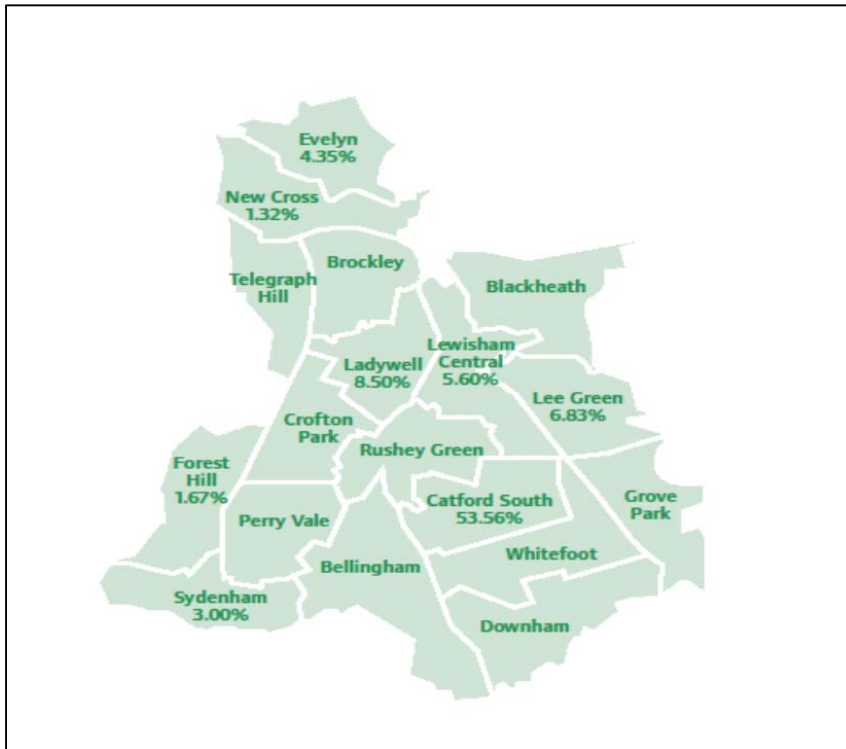 Evelyn
4.35%
New Cross
1.32%
Brockley
Telegraph
Hill
Blackheath
Lewisham
Central
5.60%
Ladywell
8.50%
Lee Green
6.83%
Crofton
Park
Rushey Green
Forest
Hill
1.67%
Catford South
53.56%
Grove
Park
Perry Vale
Whitefoot
Bellingham
Sydenham
3.00%
Downham